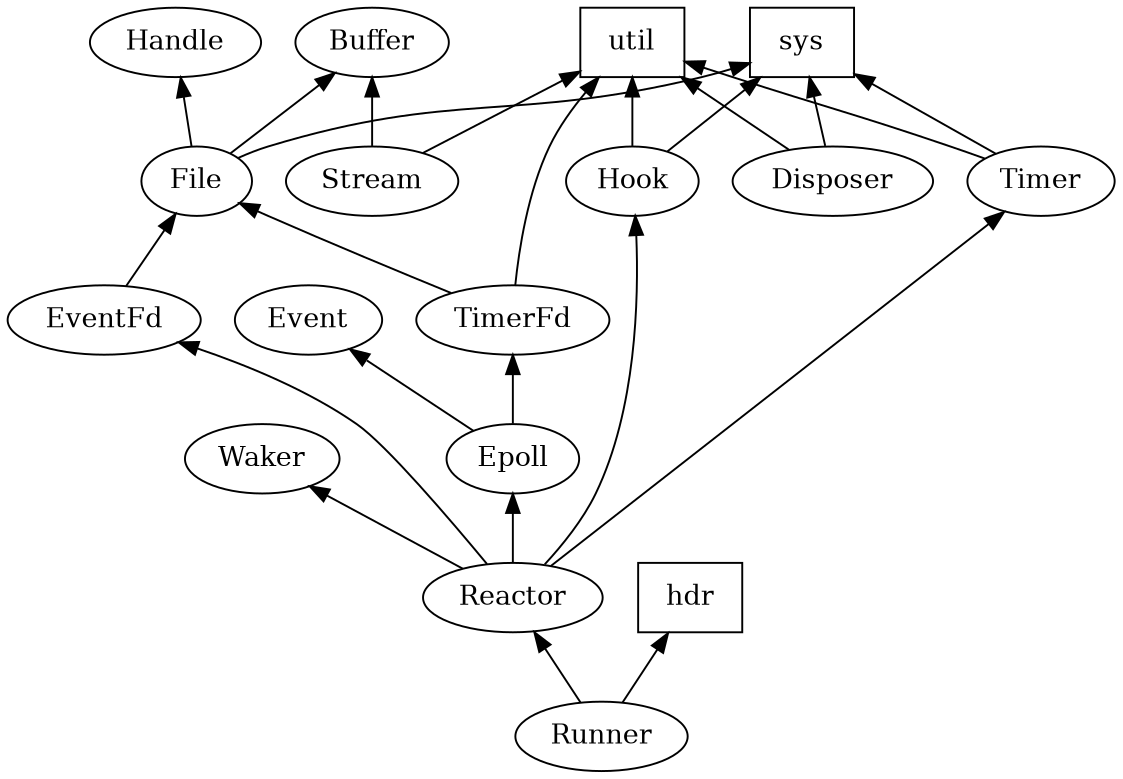 Handle
Buffer
util
sys
File
Stream
Hook
Disposer
Timer
EventFd
Event
TimerFd
Waker
Epoll
Reactor
hdr
Runner